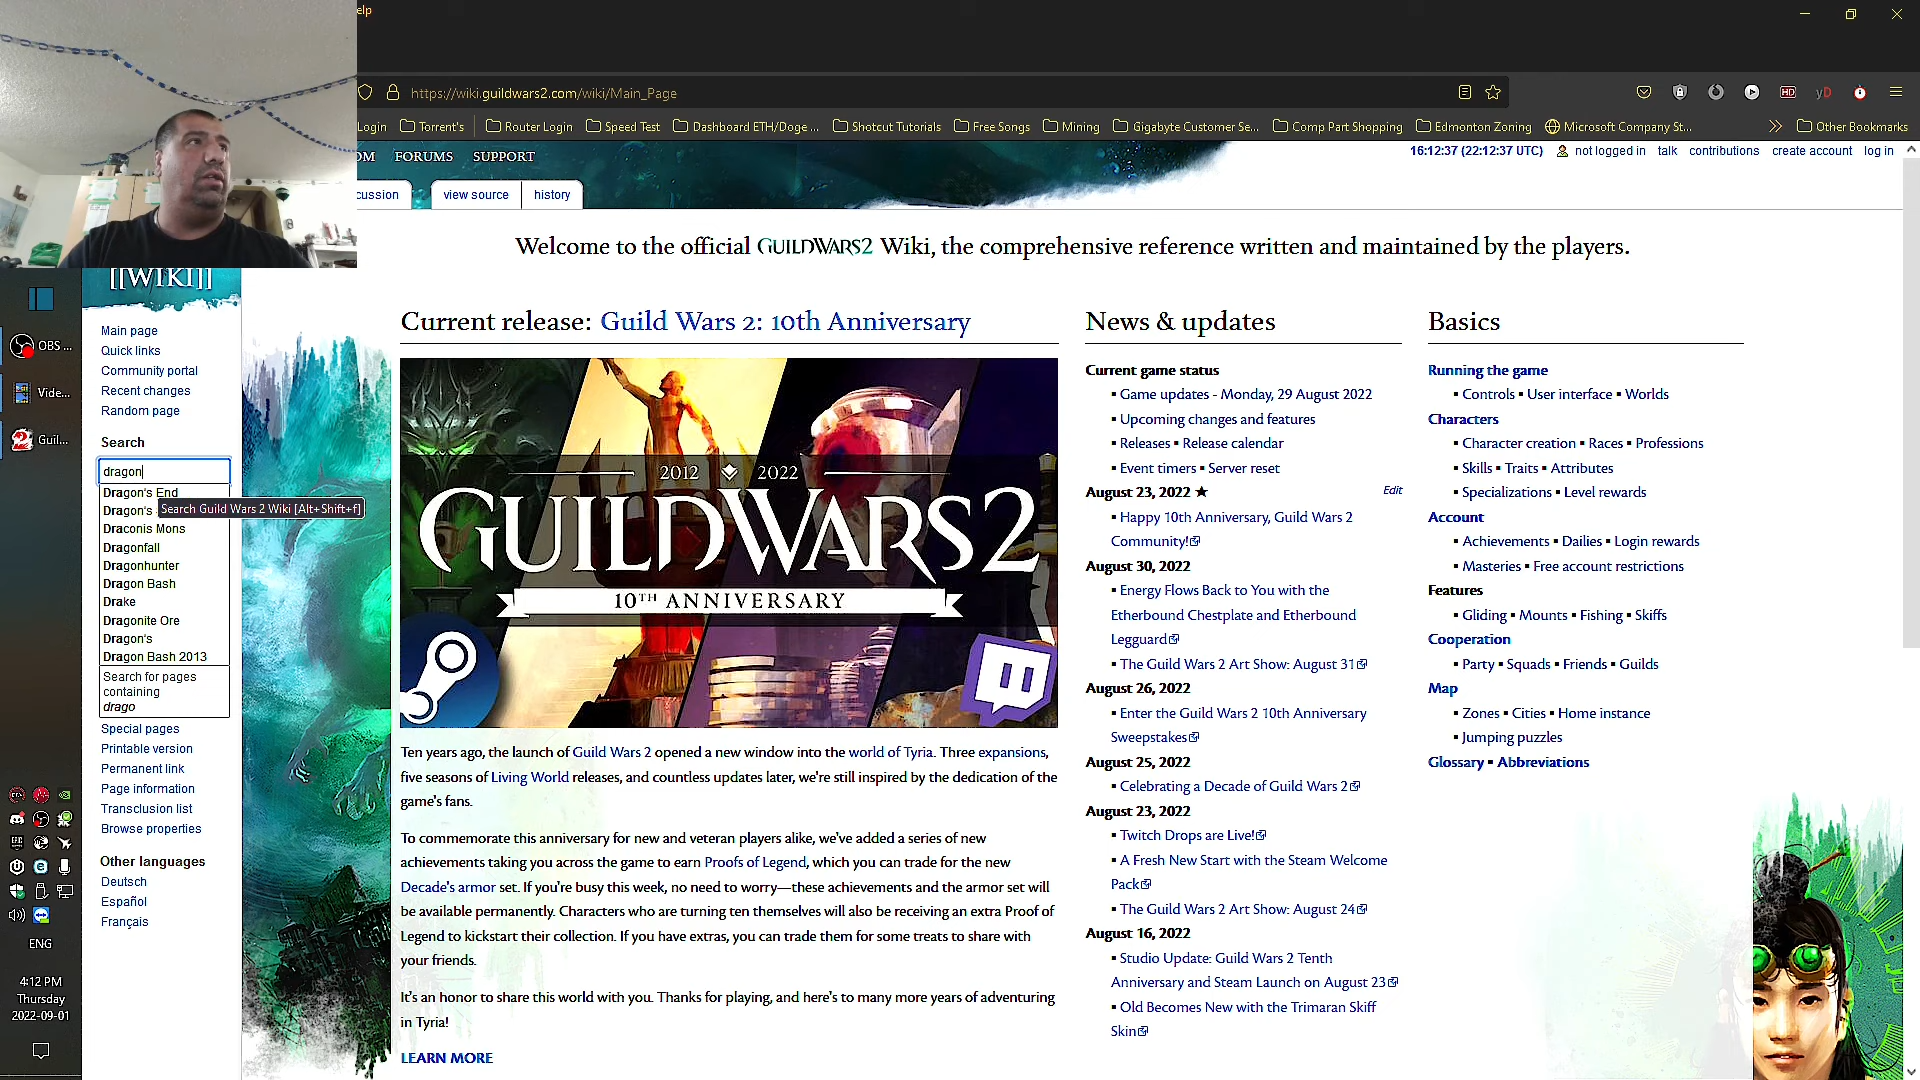 elp
https://wiki.guildwars2.com/wiki/Main_Page
HD
yD
Login
Torrent's
Router Login
Speed Test
Dashboard ETH/Doge ...
Shotcut Tutorials
Free Songs
Mining
Gigabyte Customer Se...
Comp Part Shopping
Edmonton Zoning
Microsoft Company St...
Other Bookmarks
OM FORUMS SUPPORT
16:12:37 (22:12:37 UTC) not logged in talk contributions create account log in
cussion view source history
Welcome to the official GUILDWARS2 Wiki, the comprehensive reference written and maintained by the players.
[[WIKI]]
Main page
Quick links
Community portal
Recent changes
Random page
Search
dragon
Dragon's End
Dragon's
Search Guild Wars 2 Wiki [Alt+Shift+f]
Draconis Mons
Dragonfall
Dragonhunter
Dragon Bash
Drake
Dragonite Ore
Dragon's
Dragon Bash 2013
Search for pages
containing
drago
Special pages
Printable version
Permanent link
Page information
Transclusion list
Browse properties
Other languages
Deutsch
Español
Français
OBS ...
Vide...
Guil...
ENG
4:12 PM
Thursday
2022-09-01
Current release: Guild Wars 2: 10th Anniversary
2012 2022
GUILDWARS2
10TH ANNIVERSARY
Ten years ago, the launch of Guild Wars 2 opened a new window into the world of Tyria. Three expansions,
five seasons of Living World releases, and countless updates later, we're still inspired by the dedication of the
game's fans.
To commemorate this anniversary for new and veteran players alike, we've added a series of new
achievements taking you across the game to earn Proofs of Legend, which you can trade for the new
Decade's armor set. If you're busy this week, no need to worry—these achievements and the armor set will
be available permanently. Characters who are turning ten themselves will also be receiving an extra Proof of
Legend to kickstart their collection. If you have extras, you can trade them for some treats to share with
your friends.
It's an honor to share this world with you. Thanks for playing, and here's to many more years of adventuring
in Tyria!
LEARN MORE
News & updates
Current game status
▪ Game updates - Monday, 29 August 2022
▪ Upcoming changes and features
▪ Releases ▪ Release calendar
▪ Event timers ▪ Server reset
August 23, 2022 ★ Edit
▪ Happy 10th Anniversary, Guild Wars 2
Community!
August 30, 2022
▪ Energy Flows Back to You with the
Etherbound Chestplate and Etherbound
Legguard
▪ The Guild Wars 2 Art Show: August 31
August 26, 2022
▪ Enter the Guild Wars 2 10th Anniversary
Sweepstakes
August 25, 2022
▪ Celebrating a Decade of Guild Wars 2
August 23, 2022
▪ Twitch Drops are Live!
▪ A Fresh New Start with the Steam Welcome
Pack
▪ The Guild Wars 2 Art Show: August 24
August 16, 2022
▪ Studio Update: Guild Wars 2 Tenth
Anniversary and Steam Launch on August 23
▪ Old Becomes New with the Trimaran Skiff
Skin
Basics
Running the game
▪ Controls ▪ User interface ▪ Worlds
Characters
▪ Character creation ▪ Races ▪ Professions
▪ Skills ▪ Traits ▪ Attributes
▪ Specializations ▪ Level rewards
Account
▪ Achievements ▪ Dailies ▪ Login rewards
▪ Masteries ▪ Free account restrictions
Features
▪ Gliding ▪ Mounts ▪ Fishing ▪ Skiffs
Cooperation
▪ Party ▪ Squads ▪ Friends ▪ Guilds
Map
▪ Zones ▪ Cities ▪ Home instance
▪ Jumping puzzles
Glossary ▪ Abbreviations